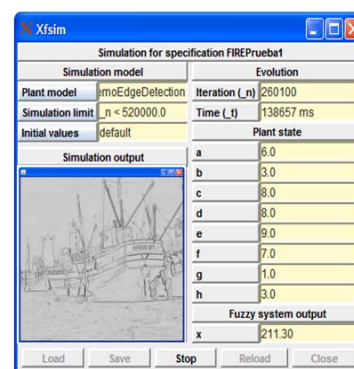 Xfsim
Simulation for specification FIREPrueba1
Simulation model
Plant model emoEdgeDetection
Simulation limit _n < 520000.0
Initial values default
Simulation output
Evolution
Iteration (_n) 260100
Time (_t) 138657 ms
Plant state
a 6.0
b 3.0
c 8.0
d 8.0
e 9.0
f 7.0
g 1.0
h 3.0
Fuzzy system output
x 211.30
Load Save Stop Reload Close